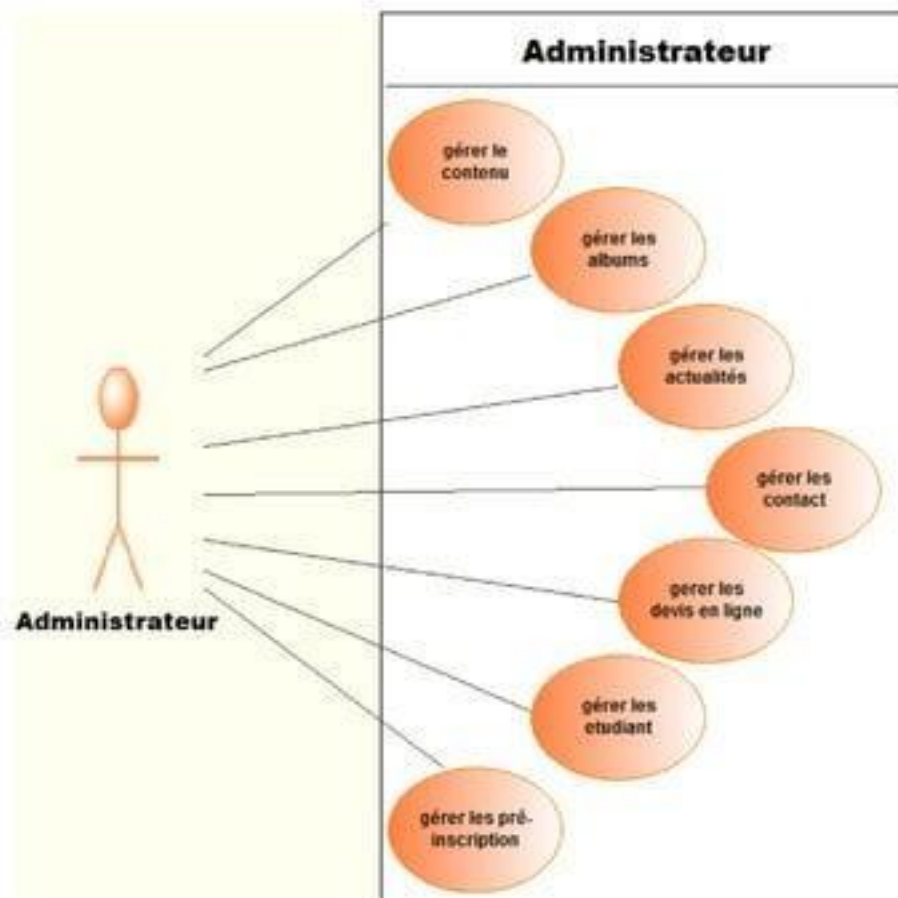 Administrateur
gérer le
contenu
gérer les
albums
gérer les
actualités
gérer les
contact
gerer les
devis en ligne
gérer les
etudiant
gérer les pré-
inscription
Administrateur